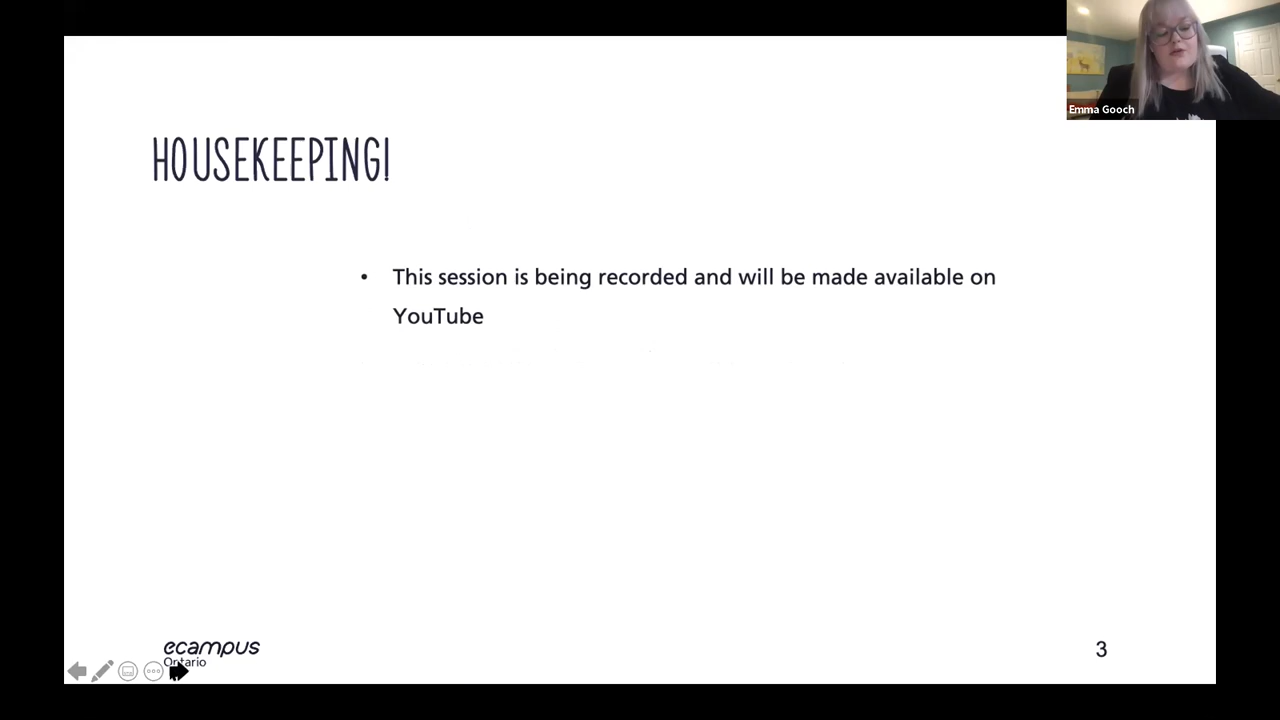 Emma Gooch
HOUSEKEEPING!
• This session is being recorded and will be made available on
YouTube
ecampus
Ontario
3